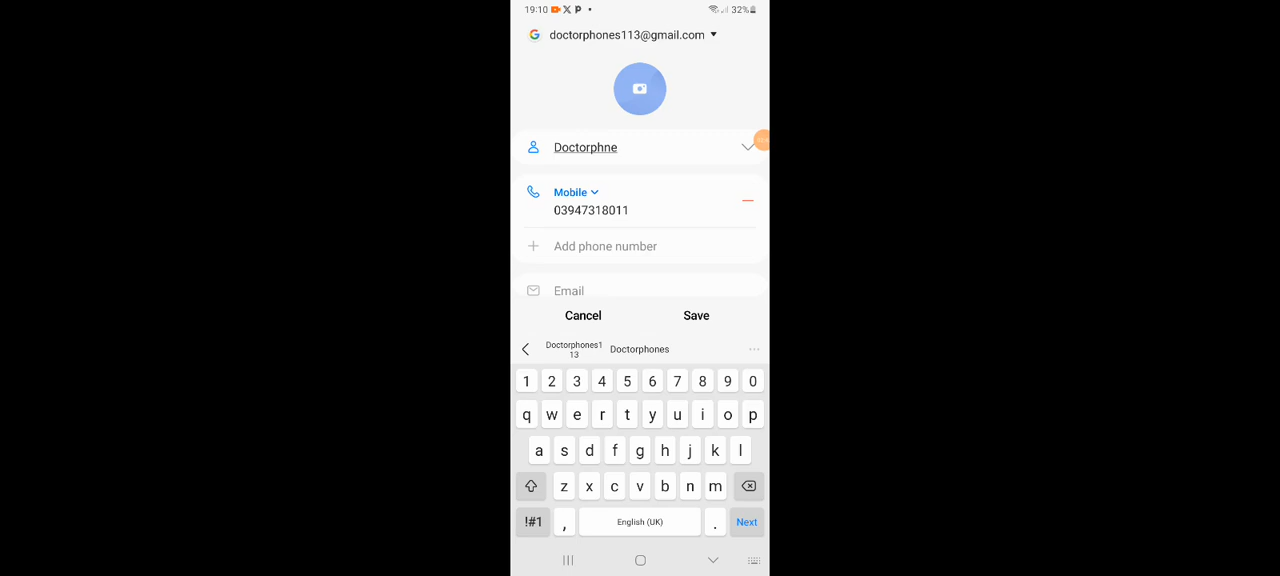 19:10 32%
doctorphones113@gmail.com
Doctorphne
Mobile
03947318011
Add phone number
Email
Cancel Save
Doctorphones1
13 Doctorphones
1 2 3 4 5 6 7 8 9 0
q w e r t y u i o p
a s d f g h j k l
z x c v b n m
!#1 , English (UK) . Next